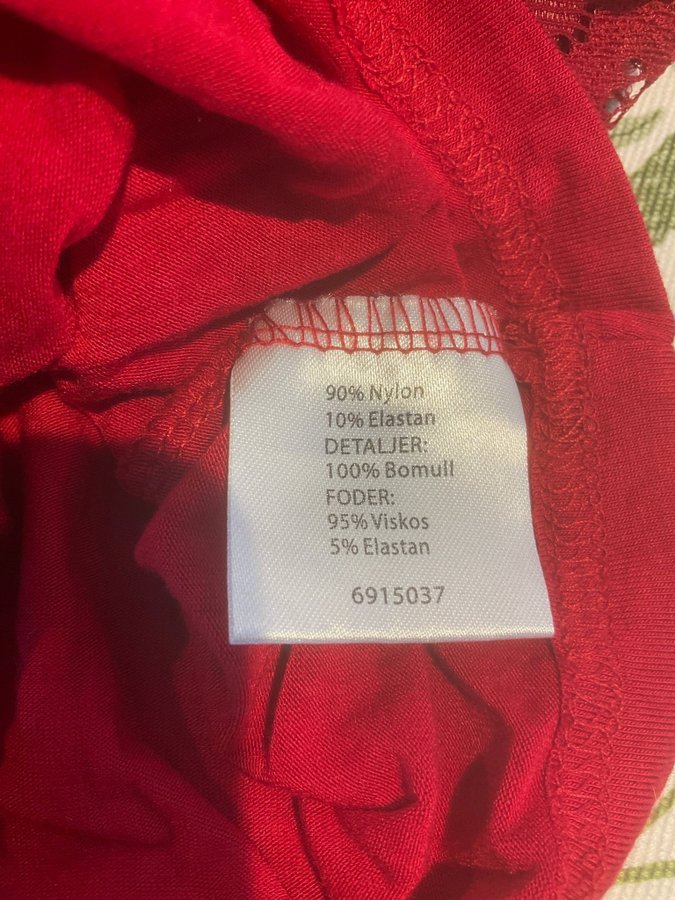 90% Nylon
10% Elastan
DETALJER:
100% Bomull
FODER:
95% Viskos
5% Elastan
6915037